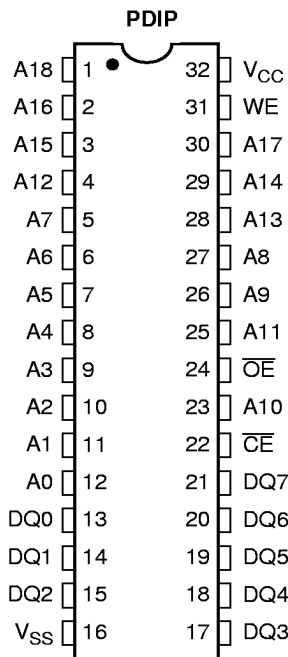 PDIP
A18 1 32 VCC
A16 2 31 WE
A15 3 30 A17
A12 4 29 A14
A7 5 28 A13
A6 6 27 A8
A5 7 26 A9
A4 8 25 A11
A3 9 24 O̅E̅
A2 10 23 A10
A1 11 22 C̅E̅
A0 12 21 DQ7
DQ0 13 20 DQ6
DQ1 14 19 DQ5
DQ2 15 18 DQ4
VSS 16 17 DQ3